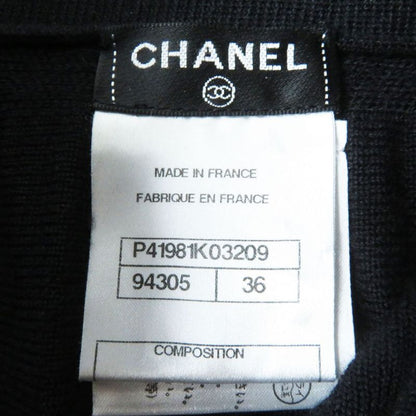 CHANEL
MADE IN FRANCE
FABRIQUE EN FRANCE
P41981K03209
94305 36
COMPOSITION